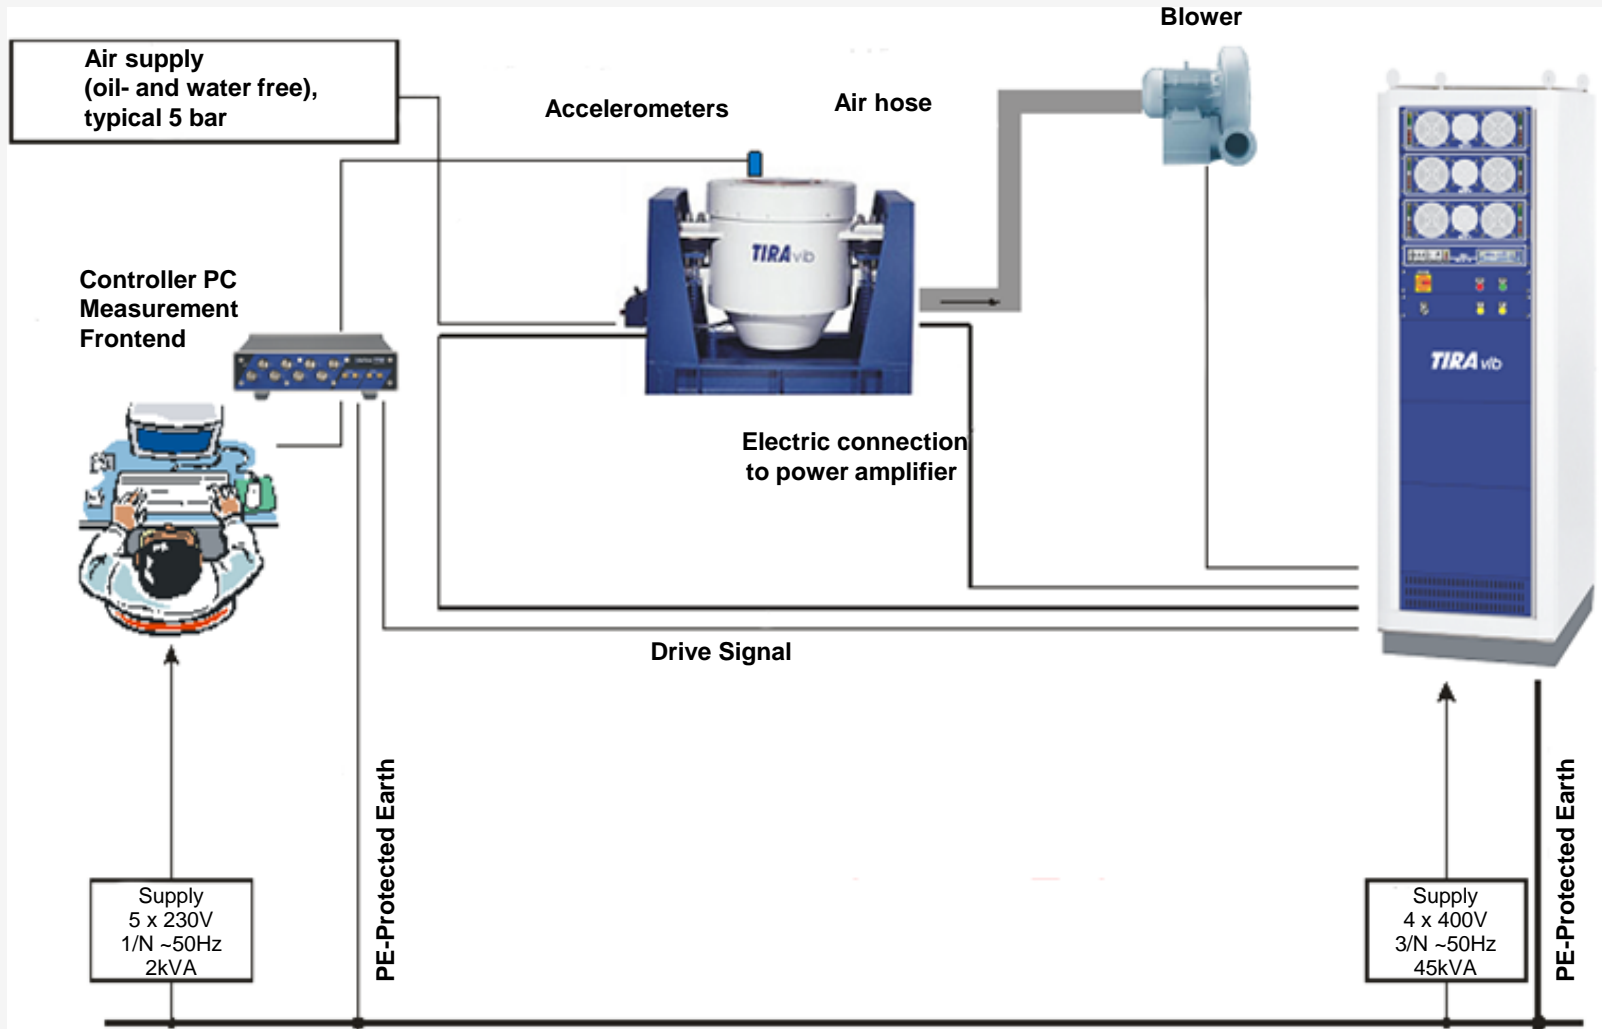 Blower
Air supply
(oil- and water free),
typical 5 bar
Accelerometers
Air hose
TIRA vib
Controller PC
Measurement
Frontend
TIRA vib
Electric connection
to power amplifier
Drive Signal
PE-Protected Earth
PE-Protected Earth
Supply
5 x 230V
1/N ~50Hz
2kVA
Supply
4 x 400V
3/N ~50Hz
45kVA